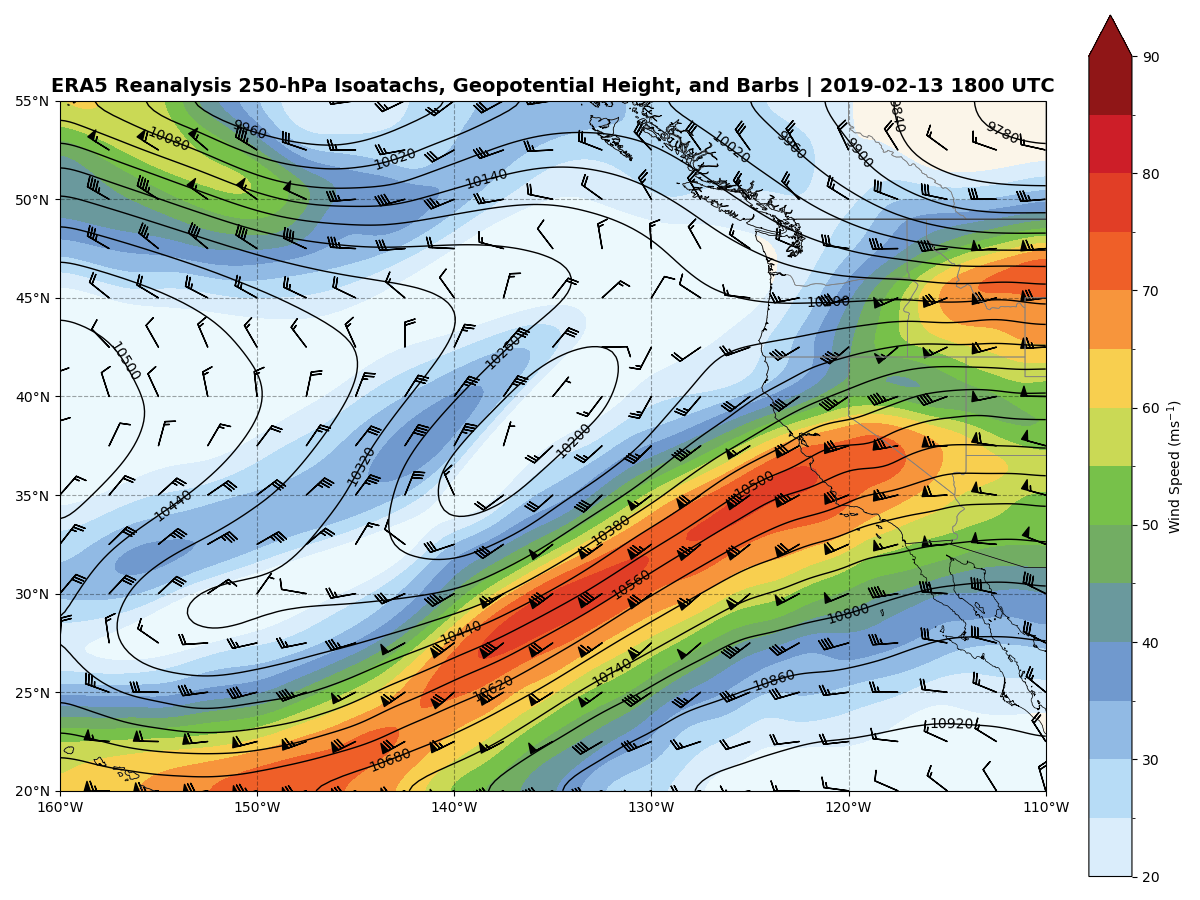 ERA5 Reanalysis 250-hPa Isoatachs, Geopotential Height, and Barbs | 2019-02-13 1800 UTC
55°N
50°N
45°N
40°N
35°N
30°N
25°N
20°N
160°W
150°W
140°W
130°W
120°W
110°W
10080
9960
10020
10140
10020
9960
9900
9840
9780
10500
10260
10200
10320
10440
10200
10500
10380
10560
10440
10620
10740
10680
10800
10860
10920
90
80
70
60
50
40
30
20
Wind Speed (ms⁻¹)